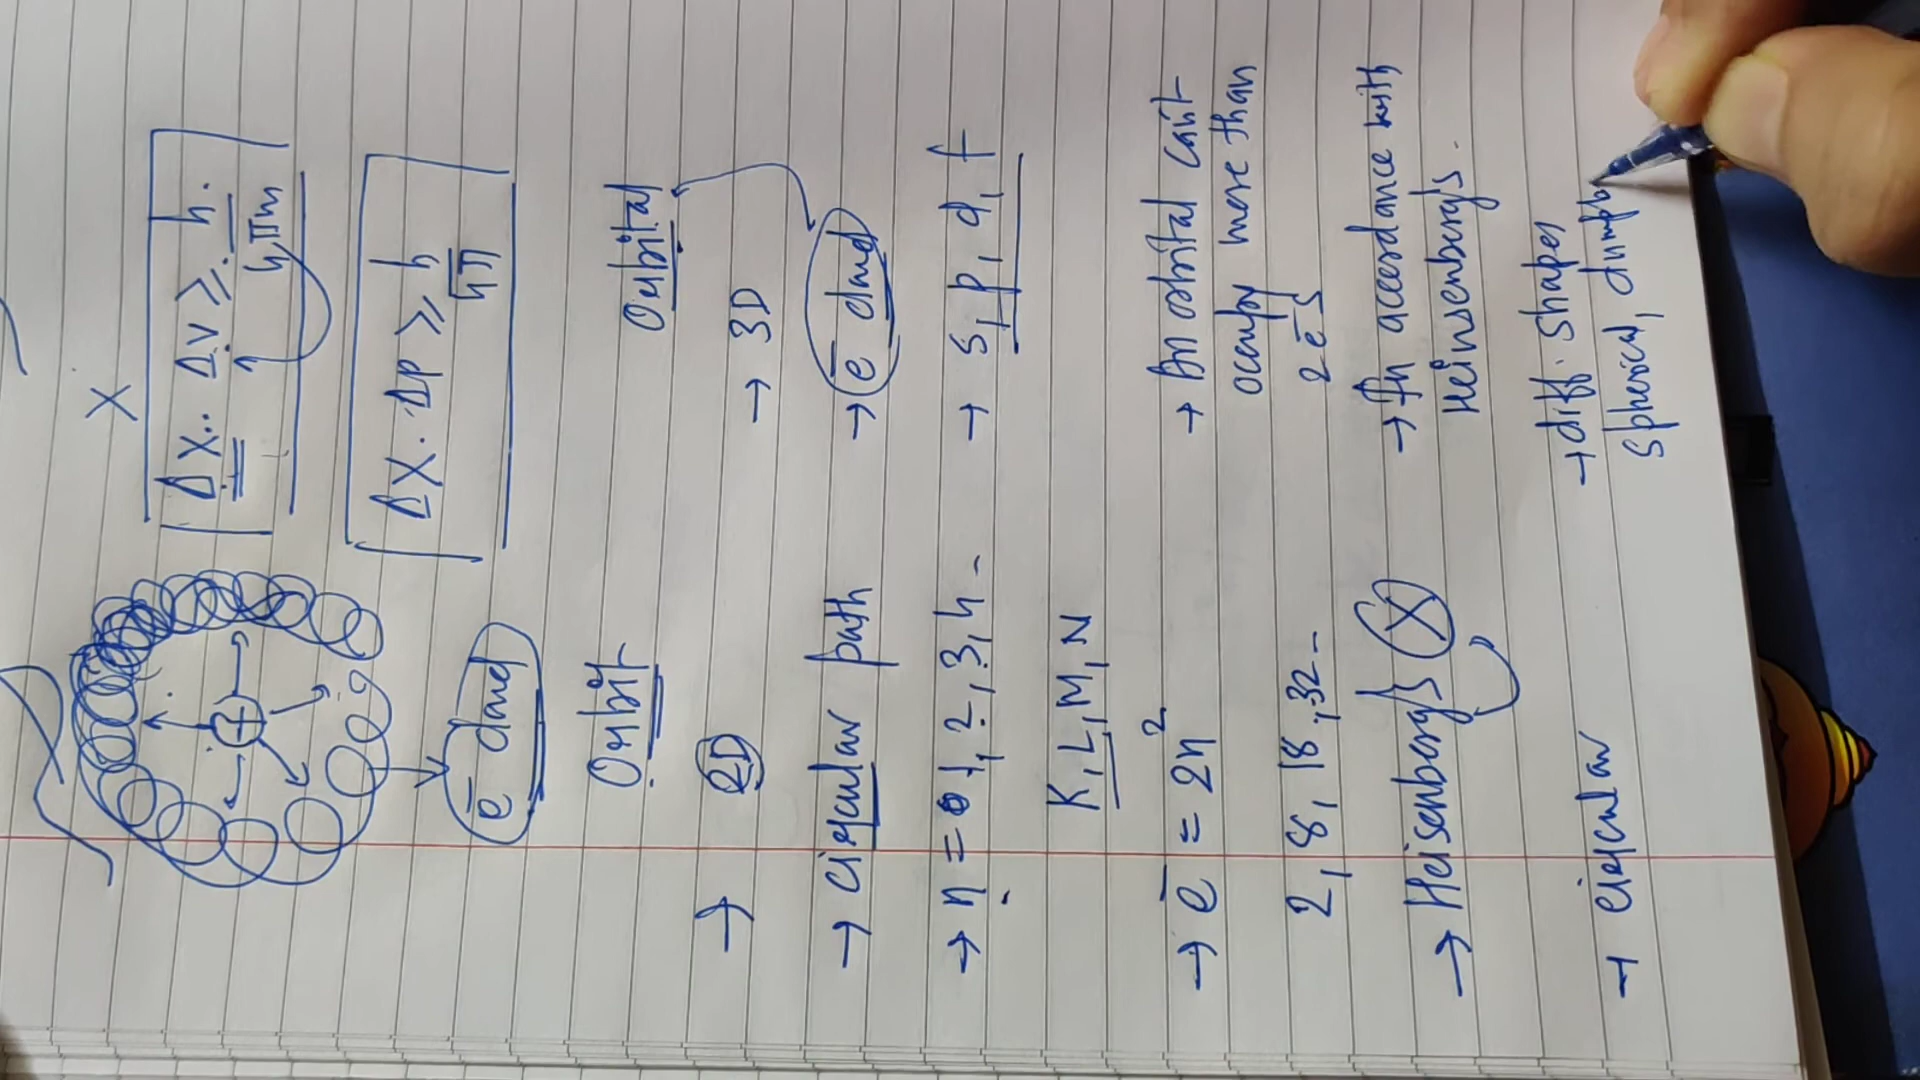 X
Δx.. Δv ≥ h / 4πm
Δx . Δp ≥ h / 4π
e⁻ cloud
Orbit Orbital
→ 2D → 3D
→ circular path → e⁻ cloud
→ n = 1, 2, 3, 4 - → s, p, d, f
K, L, M, N
→ e⁻ = 2n² → An orbital can't
occupy more than
2, 8, 18, 32 - 2 e⁻s
→ Heisenberg's X → In accordance with
Heinsenberg's.
→ circular → diff. shapes
spherical, dumb